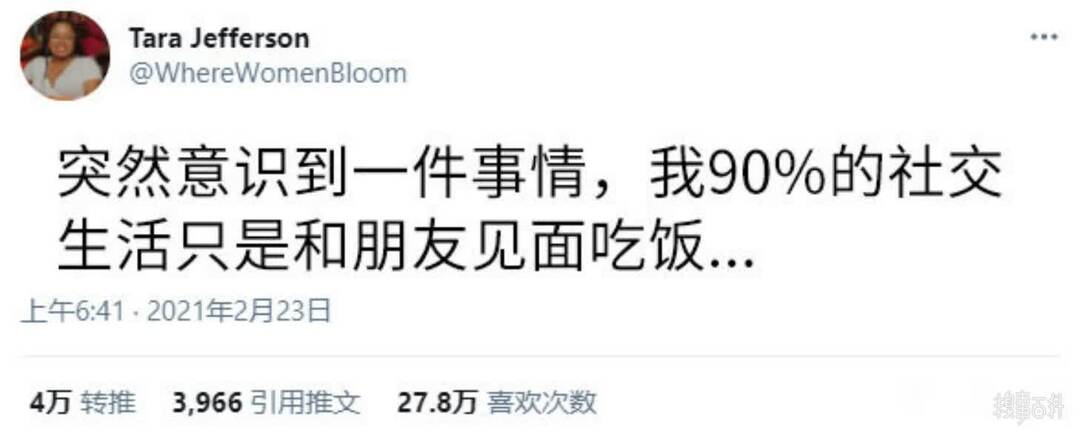 Tara Jefferson
@WhereWomenBloom
突然意识到一件事情，我90%的社交
生活只是和朋友见面吃饭...
上午6:41 · 2021年2月23日
4万 转推 3,966 引用推文 27.8万 喜欢次数